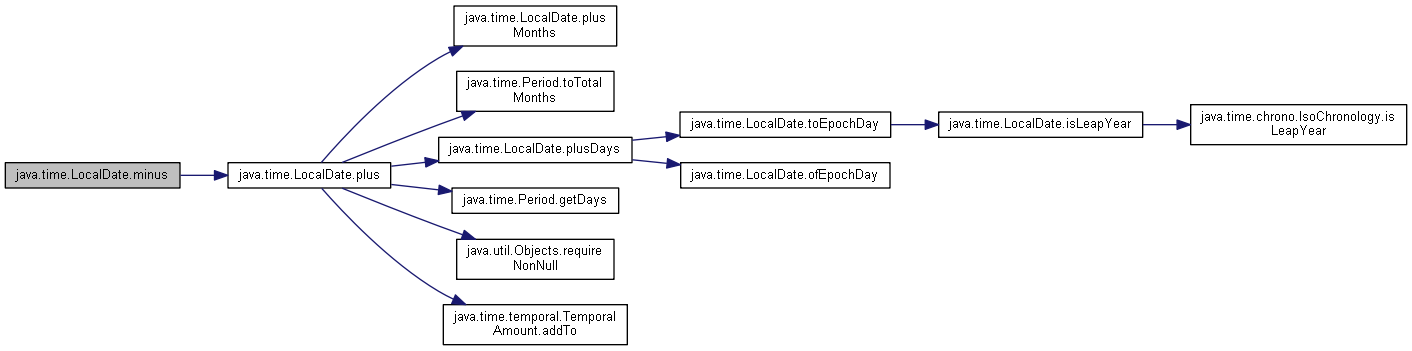 java.time.LocalDate.minus
java.time.LocalDate.plus
java.time.LocalDate.plus
Months
java.time.Period.toTotal
Months
java.time.LocalDate.plusDays
java.time.Period.getDays
java.util.Objects.require
NonNull
java.time.temporal.Temporal
Amount.addTo
java.time.LocalDate.toEpochDay
java.time.LocalDate.ofEpochDay
java.time.LocalDate.isLeapYear
java.time.chrono.IsoChronology.is
LeapYear